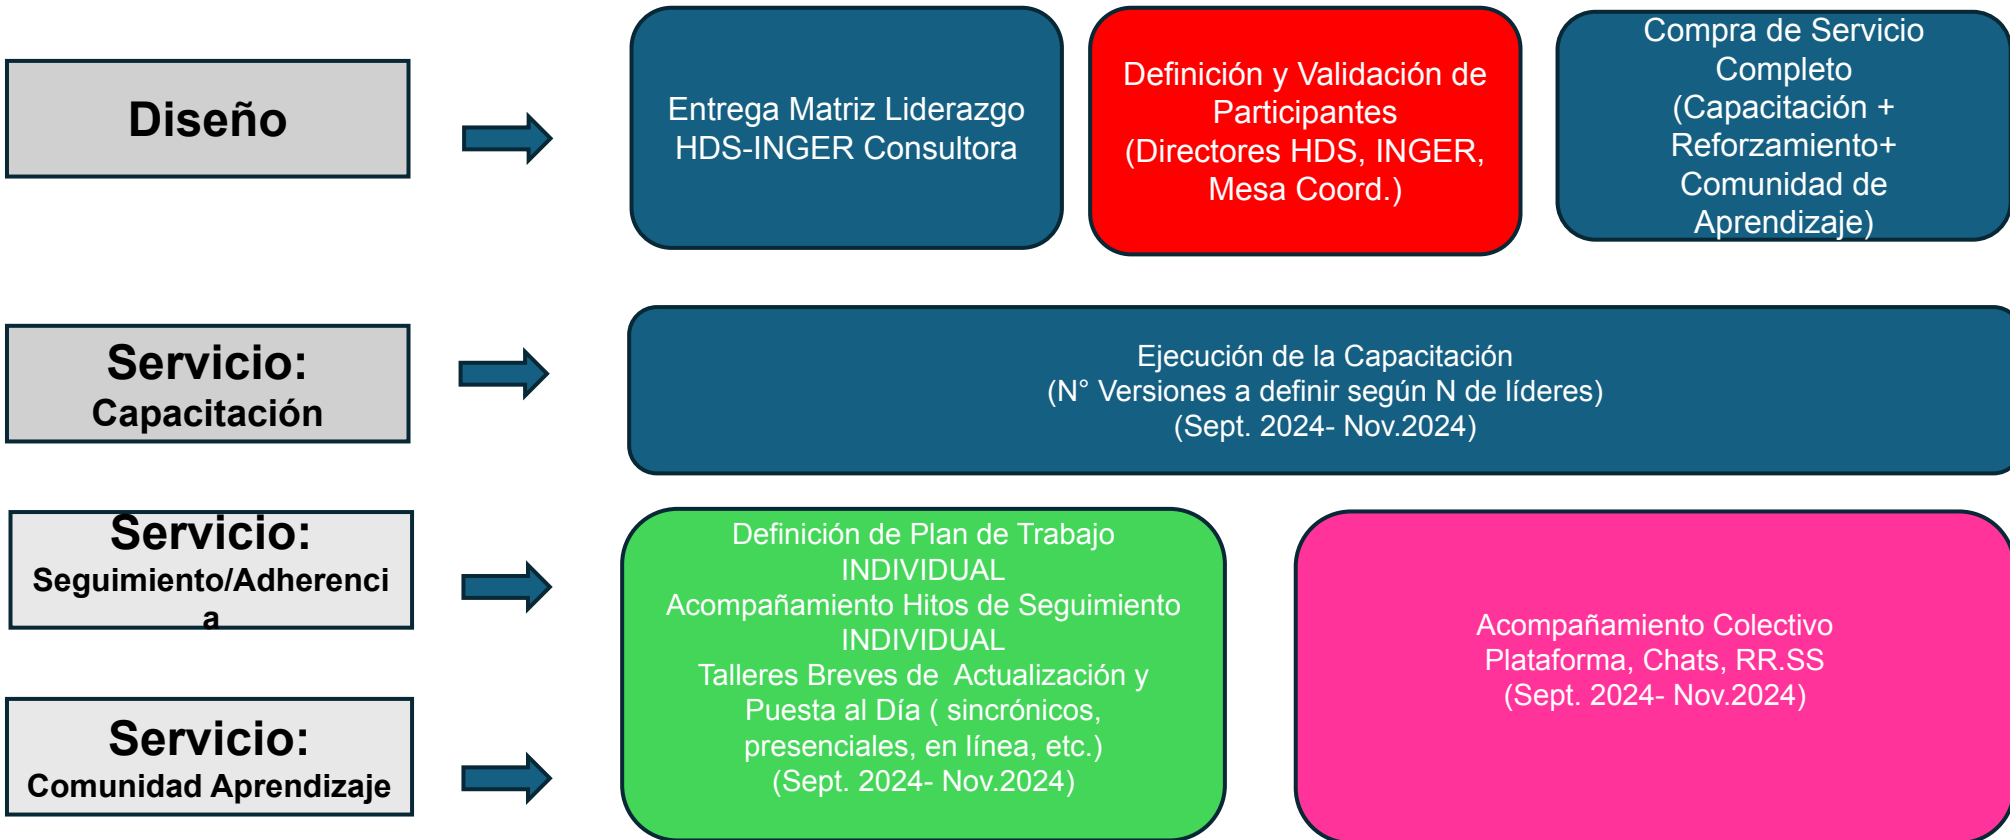 Diseño
Entrega Matriz Liderazgo
HDS-INGER Consultora
Definición y Validación de
Participantes
(Directores HDS, INGER,
Mesa Coord.)
Compra de Servicio
Completo
(Capacitación +
Reforzamiento+
Comunidad de
Aprendizaje)
Servicio:
Capacitación
Ejecución de la Capacitación
(N° Versiones a definir según N de líderes)
(Sept. 2024- Nov.2024)
Servicio:
Seguimiento/Adherenci
a
Servicio:
Comunidad Aprendizaje
Definición de Plan de Trabajo
INDIVIDUAL
Acompañamiento Hitos de Seguimiento
INDIVIDUAL
Talleres Breves de  Actualización y
Puesta al Día ( sincrónicos,
presenciales, en línea, etc.)
(Sept. 2024- Nov.2024)
Acompañamiento Colectivo
Plataforma, Chats, RR.SS
(Sept. 2024- Nov.2024)